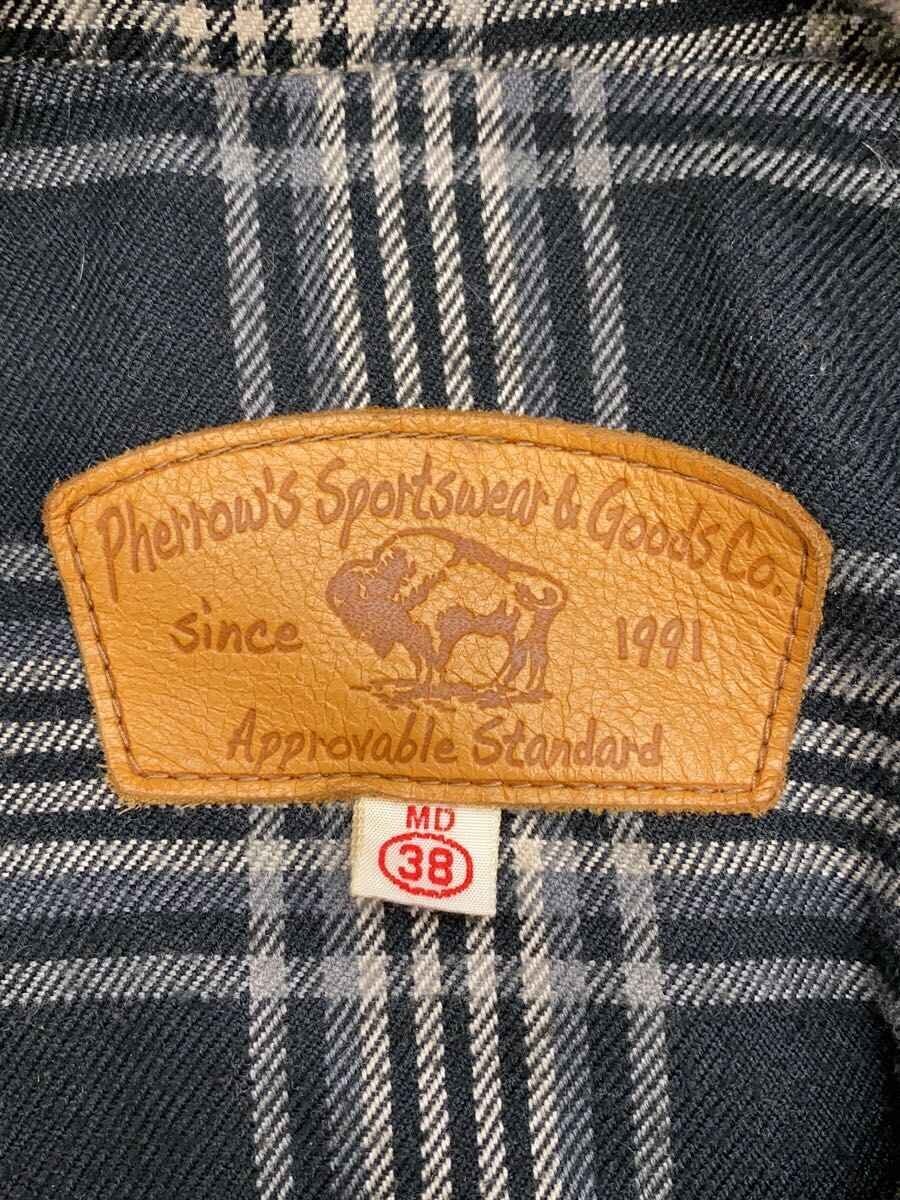 Pherrow's Sportswear & Goods Co.
since 1991
Approvable Standard
MD
38